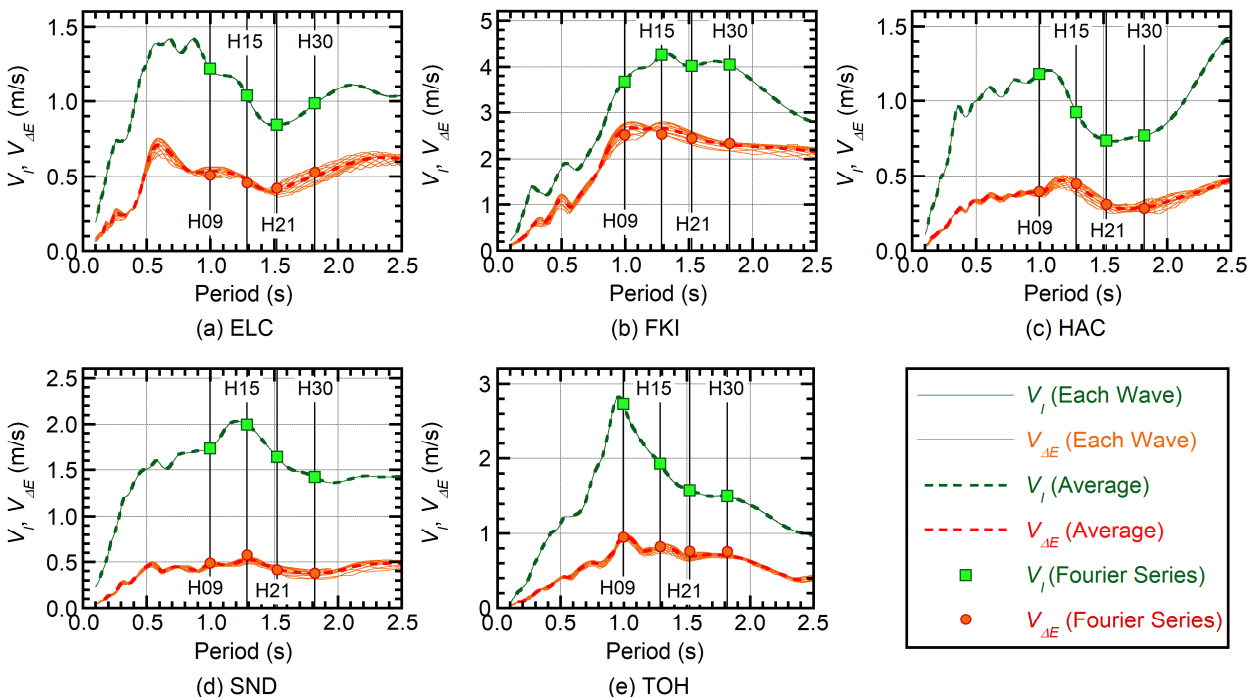 V_I, V_ΔE (m/s)
1.5
1.0
0.5
0.0
H15
H30
H09
H21
0.0 0.5 1.0 1.5 2.0 2.5
Period (s)
(a) ELC
V_I, V_ΔE (m/s)
5
4
3
2
1
0
H15
H30
H09
H21
0.0 0.5 1.0 1.5 2.0 2.5
Period (s)
(b) FKI
V_I, V_ΔE (m/s)
1.5
1.0
0.5
0.0
H15
H30
H09
H21
0.0 0.5 1.0 1.5 2.0 2.5
Period (s)
(c) HAC
V_I, V_ΔE (m/s)
2.5
2.0
1.5
1.0
0.5
0.0
H15
H30
H09
H21
0.0 0.5 1.0 1.5 2.0 2.5
Period (s)
(d) SND
V_I, V_ΔE (m/s)
3
2
1
0
H15
H30
H09
H21
0.0 0.5 1.0 1.5 2.0 2.5
Period (s)
(e) TOH
V_I (Each Wave)
V_ΔE (Each Wave)
V_I (Average)
V_ΔE (Average)
V_I (Fourier Series)
V_ΔE (Fourier Series)